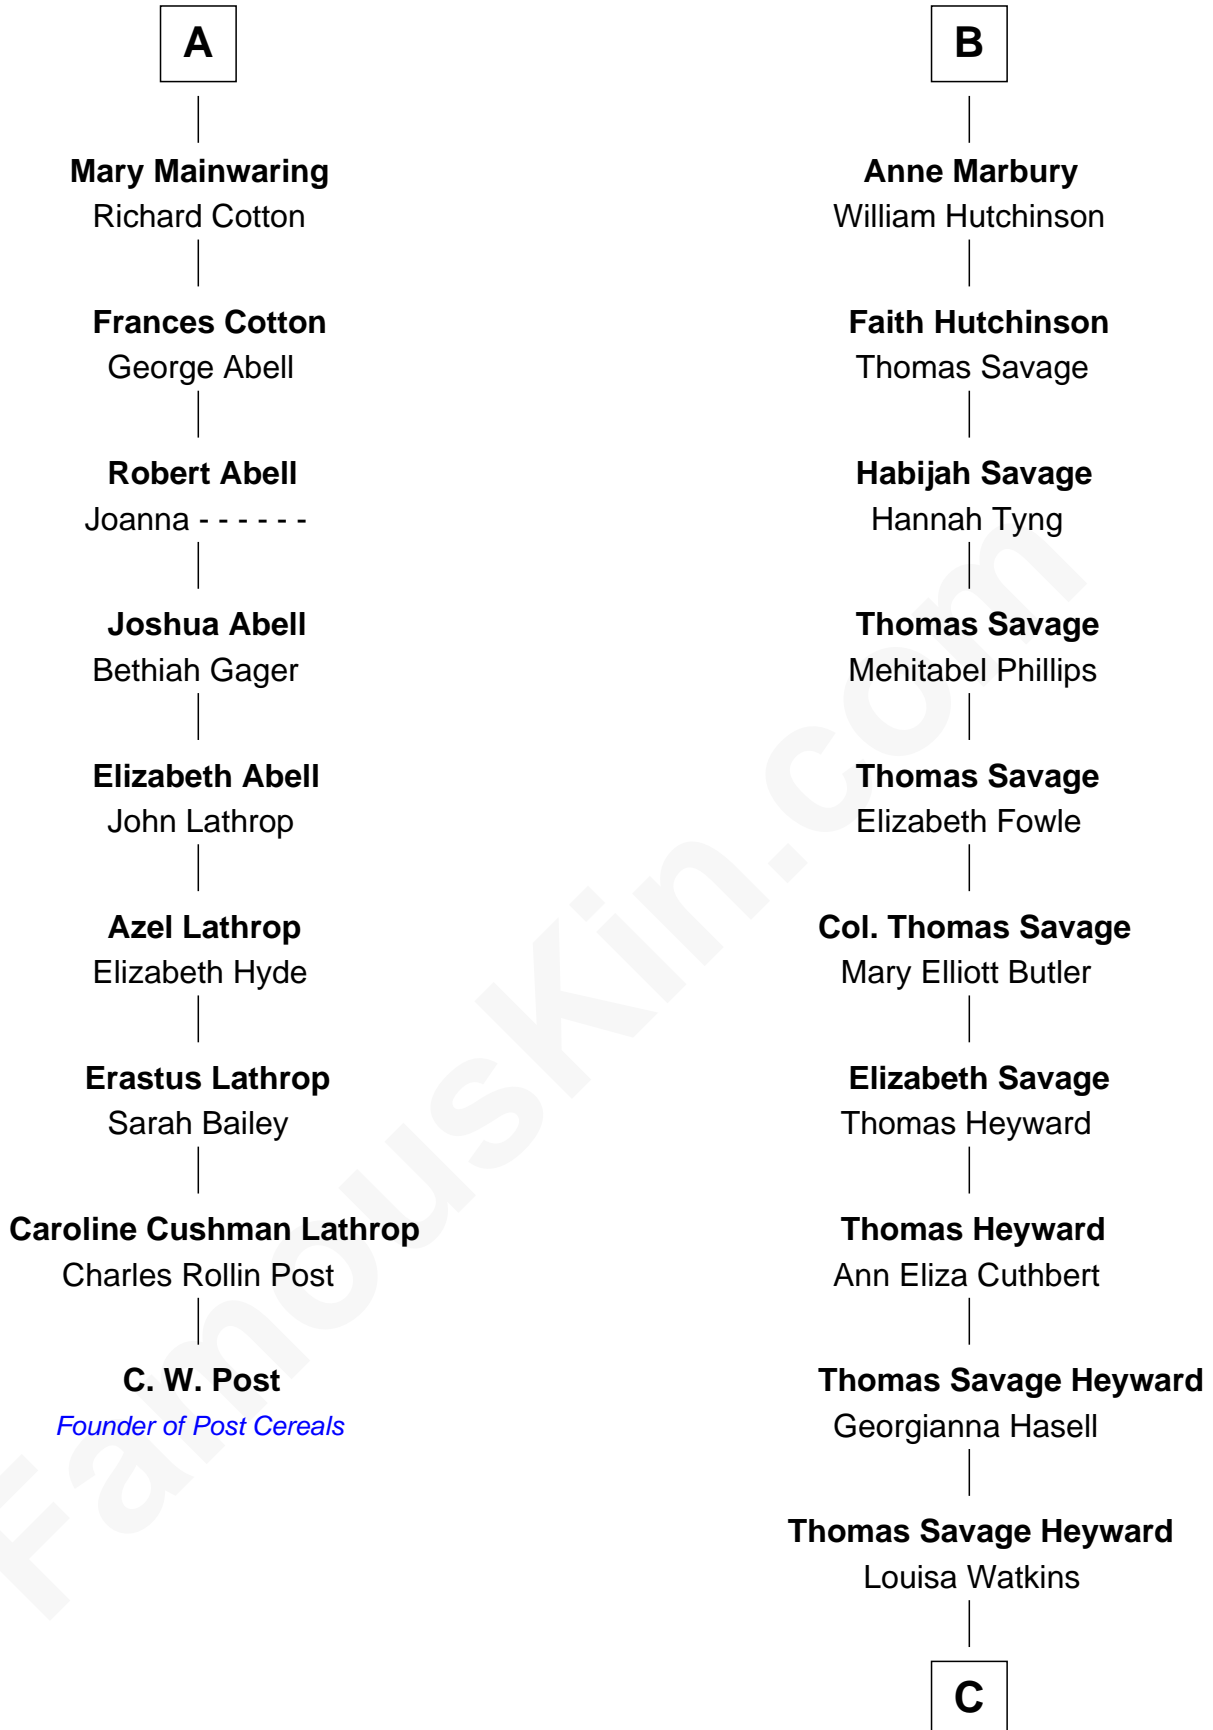 A
Mary Mainwaring
Richard Cotton
Frances Cotton
George Abell
Robert Abell
Joanna - - - - - -
Joshua Abell
Bethiah Gager
Elizabeth Abell
John Lathrop
Azel Lathrop
Elizabeth Hyde
Erastus Lathrop
Sarah Bailey
Caroline Cushman Lathrop
Charles Rollin Post
C. W. Post
Founder of Post Cereals
B
Anne Marbury
William Hutchinson
Faith Hutchinson
Thomas Savage
Habijah Savage
Hannah Tyng
Thomas Savage
Mehitabel Phillips
Thomas Savage
Elizabeth Fowle
Col. Thomas Savage
Mary Elliott Butler
Elizabeth Savage
Thomas Heyward
Thomas Heyward
Ann Eliza Cuthbert
Thomas Savage Heyward
Georgianna Hasell
Thomas Savage Heyward
Louisa Watkins
C
FamousKin.com